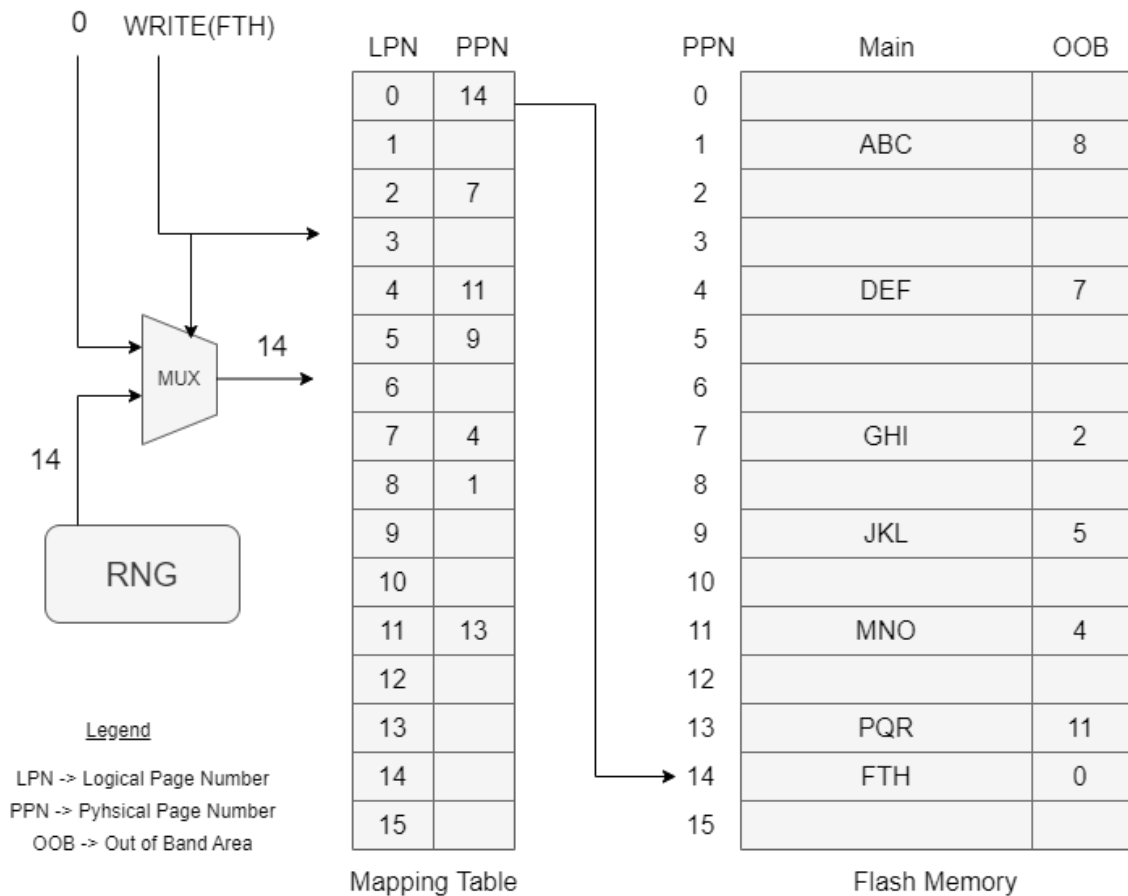 0 WRITE(FTH)
LPN PPN
0 14
1
2 7
3
4 11
5 9
6
7 4
8 1
9
10
11 13
12
13
14
15
Mapping Table
PPN Main OOB
0
1 ABC 8
2
3
4 DEF 7
5
6
7 GHI 2
8
9 JKL 5
10
11 MNO 4
12
13 PQR 11
14 FTH 0
15
Flash Memory
MUX
14
14
RNG
Legend
LPN -> Logical Page Number
PPN -> Pyhsical Page Number
OOB -> Out of Band Area